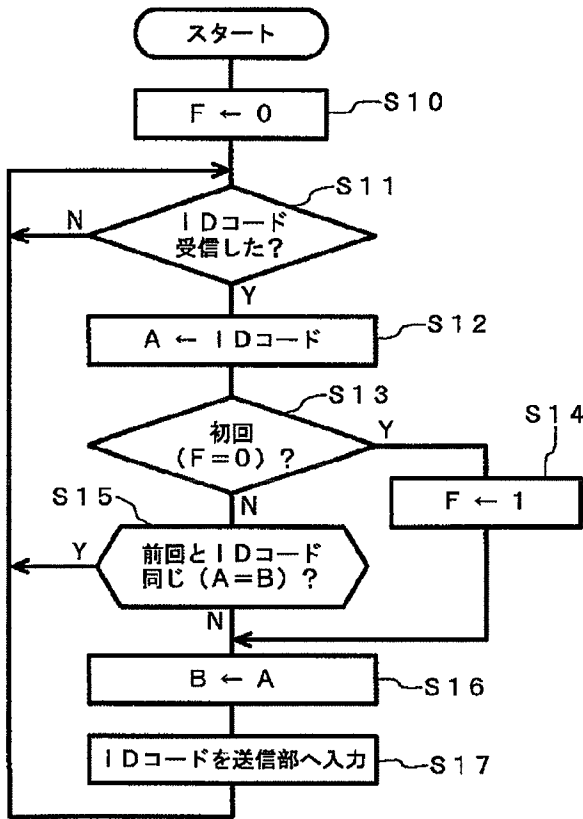 スタート
F ← 0
S10
S11
IDコード
受信した?
N
Y
A ← IDコード
S12
S13
初回
(F=0)?
Y
N
S14
F ← 1
S15
前回とIDコード
同じ(A=B)?
Y
N
B ← A
S16
IDコードを送信部へ入力
S17